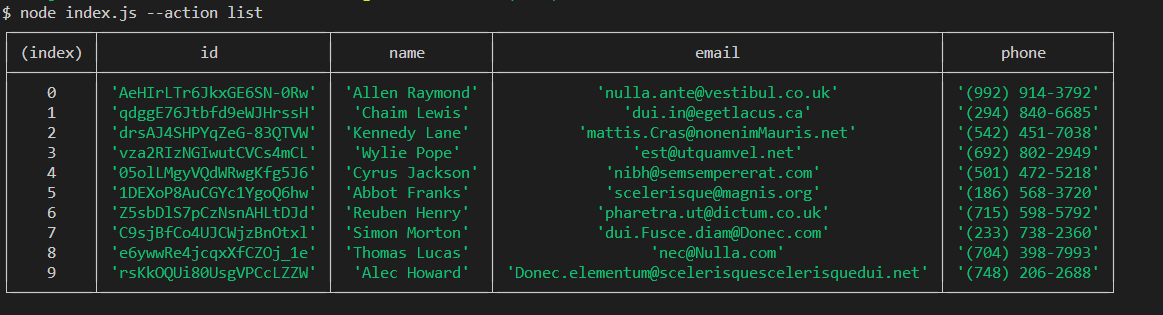 $ node index.js --action list
(index) id name email phone
0 'AeHIrLTr6JkxGE6SN-0Rw' 'Allen Raymond' 'nulla.ante@vestibul.co.uk' '(992) 914-3792'
1 'qdggE76Jtbfd9eWJHrssH' 'Chaim Lewis' 'dui.in@egetlacus.ca' '(294) 840-6685'
2 'drsAJ4SHPYqZeG-83QTVW' 'Kennedy Lane' 'mattis.Cras@nonenimMauris.net' '(542) 451-7038'
3 'vza2RIzNGIwutCVCs4mCL' 'Wylie Pope' 'est@utquamvel.net' '(692) 802-2949'
4 '05olLMgyVQdWRwgKfg5J6' 'Cyrus Jackson' 'nibh@semsempererat.com' '(501) 472-5218'
5 '1DEXoP8AuCGYc1YgoQ6hw' 'Abbot Franks' 'scelerisque@magnis.org' '(186) 568-3720'
6 'Z5sbDlS7pCzNsnAHLtDJd' 'Reuben Henry' 'pharetra.ut@dictum.co.uk' '(715) 598-5792'
7 'C9sjBfCo4UJCWjzBnOtxl' 'Simon Morton' 'dui.Fusce.diam@Donec.com' '(233) 738-2360'
8 'e6ywwRe4jcqxXfCZOj_1e' 'Thomas Lucas' 'nec@Nulla.com' '(704) 398-7993'
9 'rsKkOQUi80UsgVPCcLZZW' 'Alec Howard' 'Donec.elementum@scelerisquescelerisquedui.net' '(748) 206-2688'